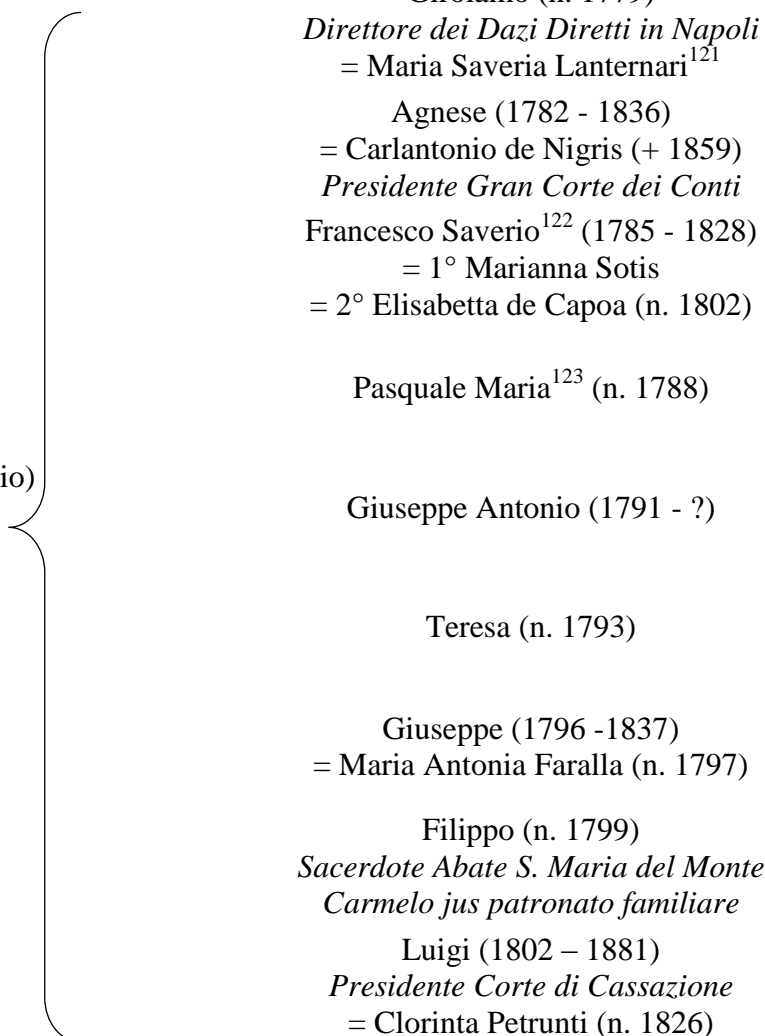 Direttore dei Dazi Diretti in Napoli
= Maria Saveria Lanternari121
Agnese (1782 - 1836)
= Carlantonio de Nigris (+ 1859)
Presidente Gran Corte dei Conti
Francesco Saverio122 (1785 - 1828)
= 1° Marianna Sotis
= 2° Elisabetta de Capoa (n. 1802)
Pasquale Maria123 (n. 1788)
io)
Giuseppe Antonio (1791 - ?)
Teresa (n. 1793)
Giuseppe (1796 -1837)
= Maria Antonia Faralla (n. 1797)
Filippo (n. 1799)
Sacerdote Abate S. Maria del Monte
Carmelo jus patronato familiare
Luigi (1802 – 1881)
Presidente Corte di Cassazione
= Clorinta Petrunti (n. 1826)